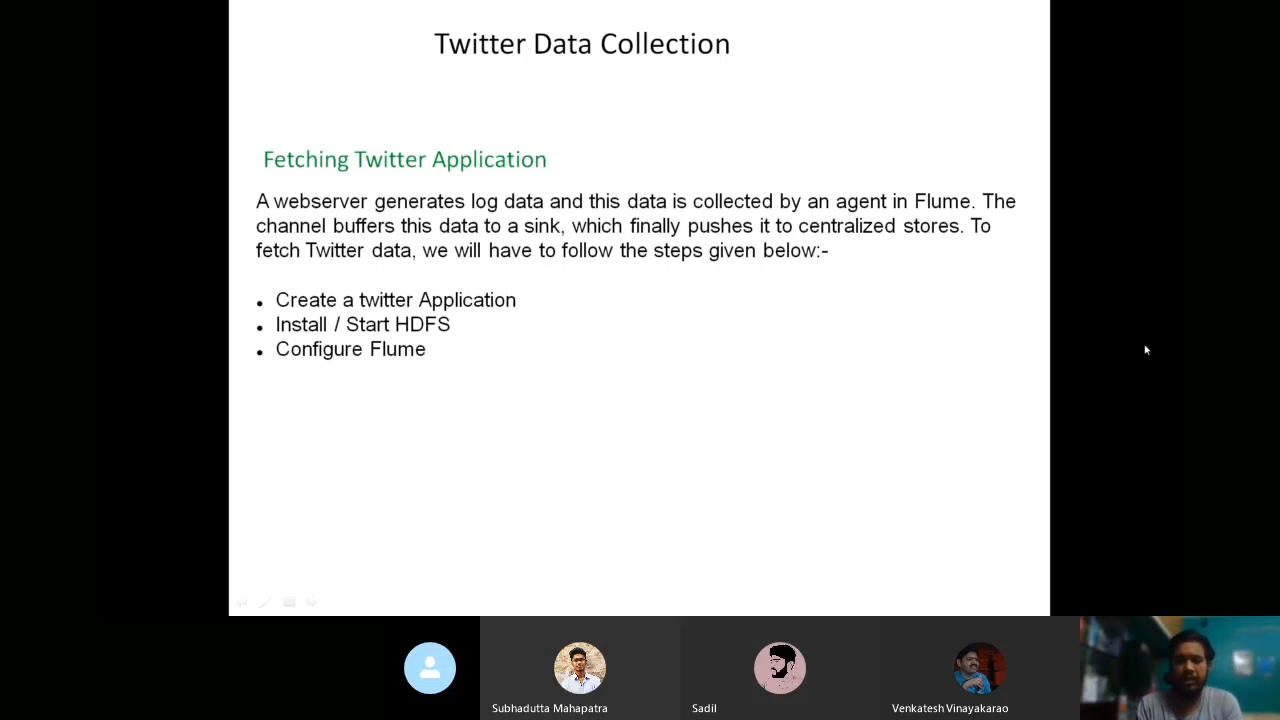 Twitter Data Collection
Fetching Twitter Application
A webserver generates log data and this data is collected by an agent in Flume. The
channel buffers this data to a sink, which finally pushes it to centralized stores. To
fetch Twitter data, we will have to follow the steps given below:-
• Create a twitter Application
• Install / Start HDFS
• Configure Flume
Subhadutta Mahapatra
Sadil
Venkatesh Vinayakarao